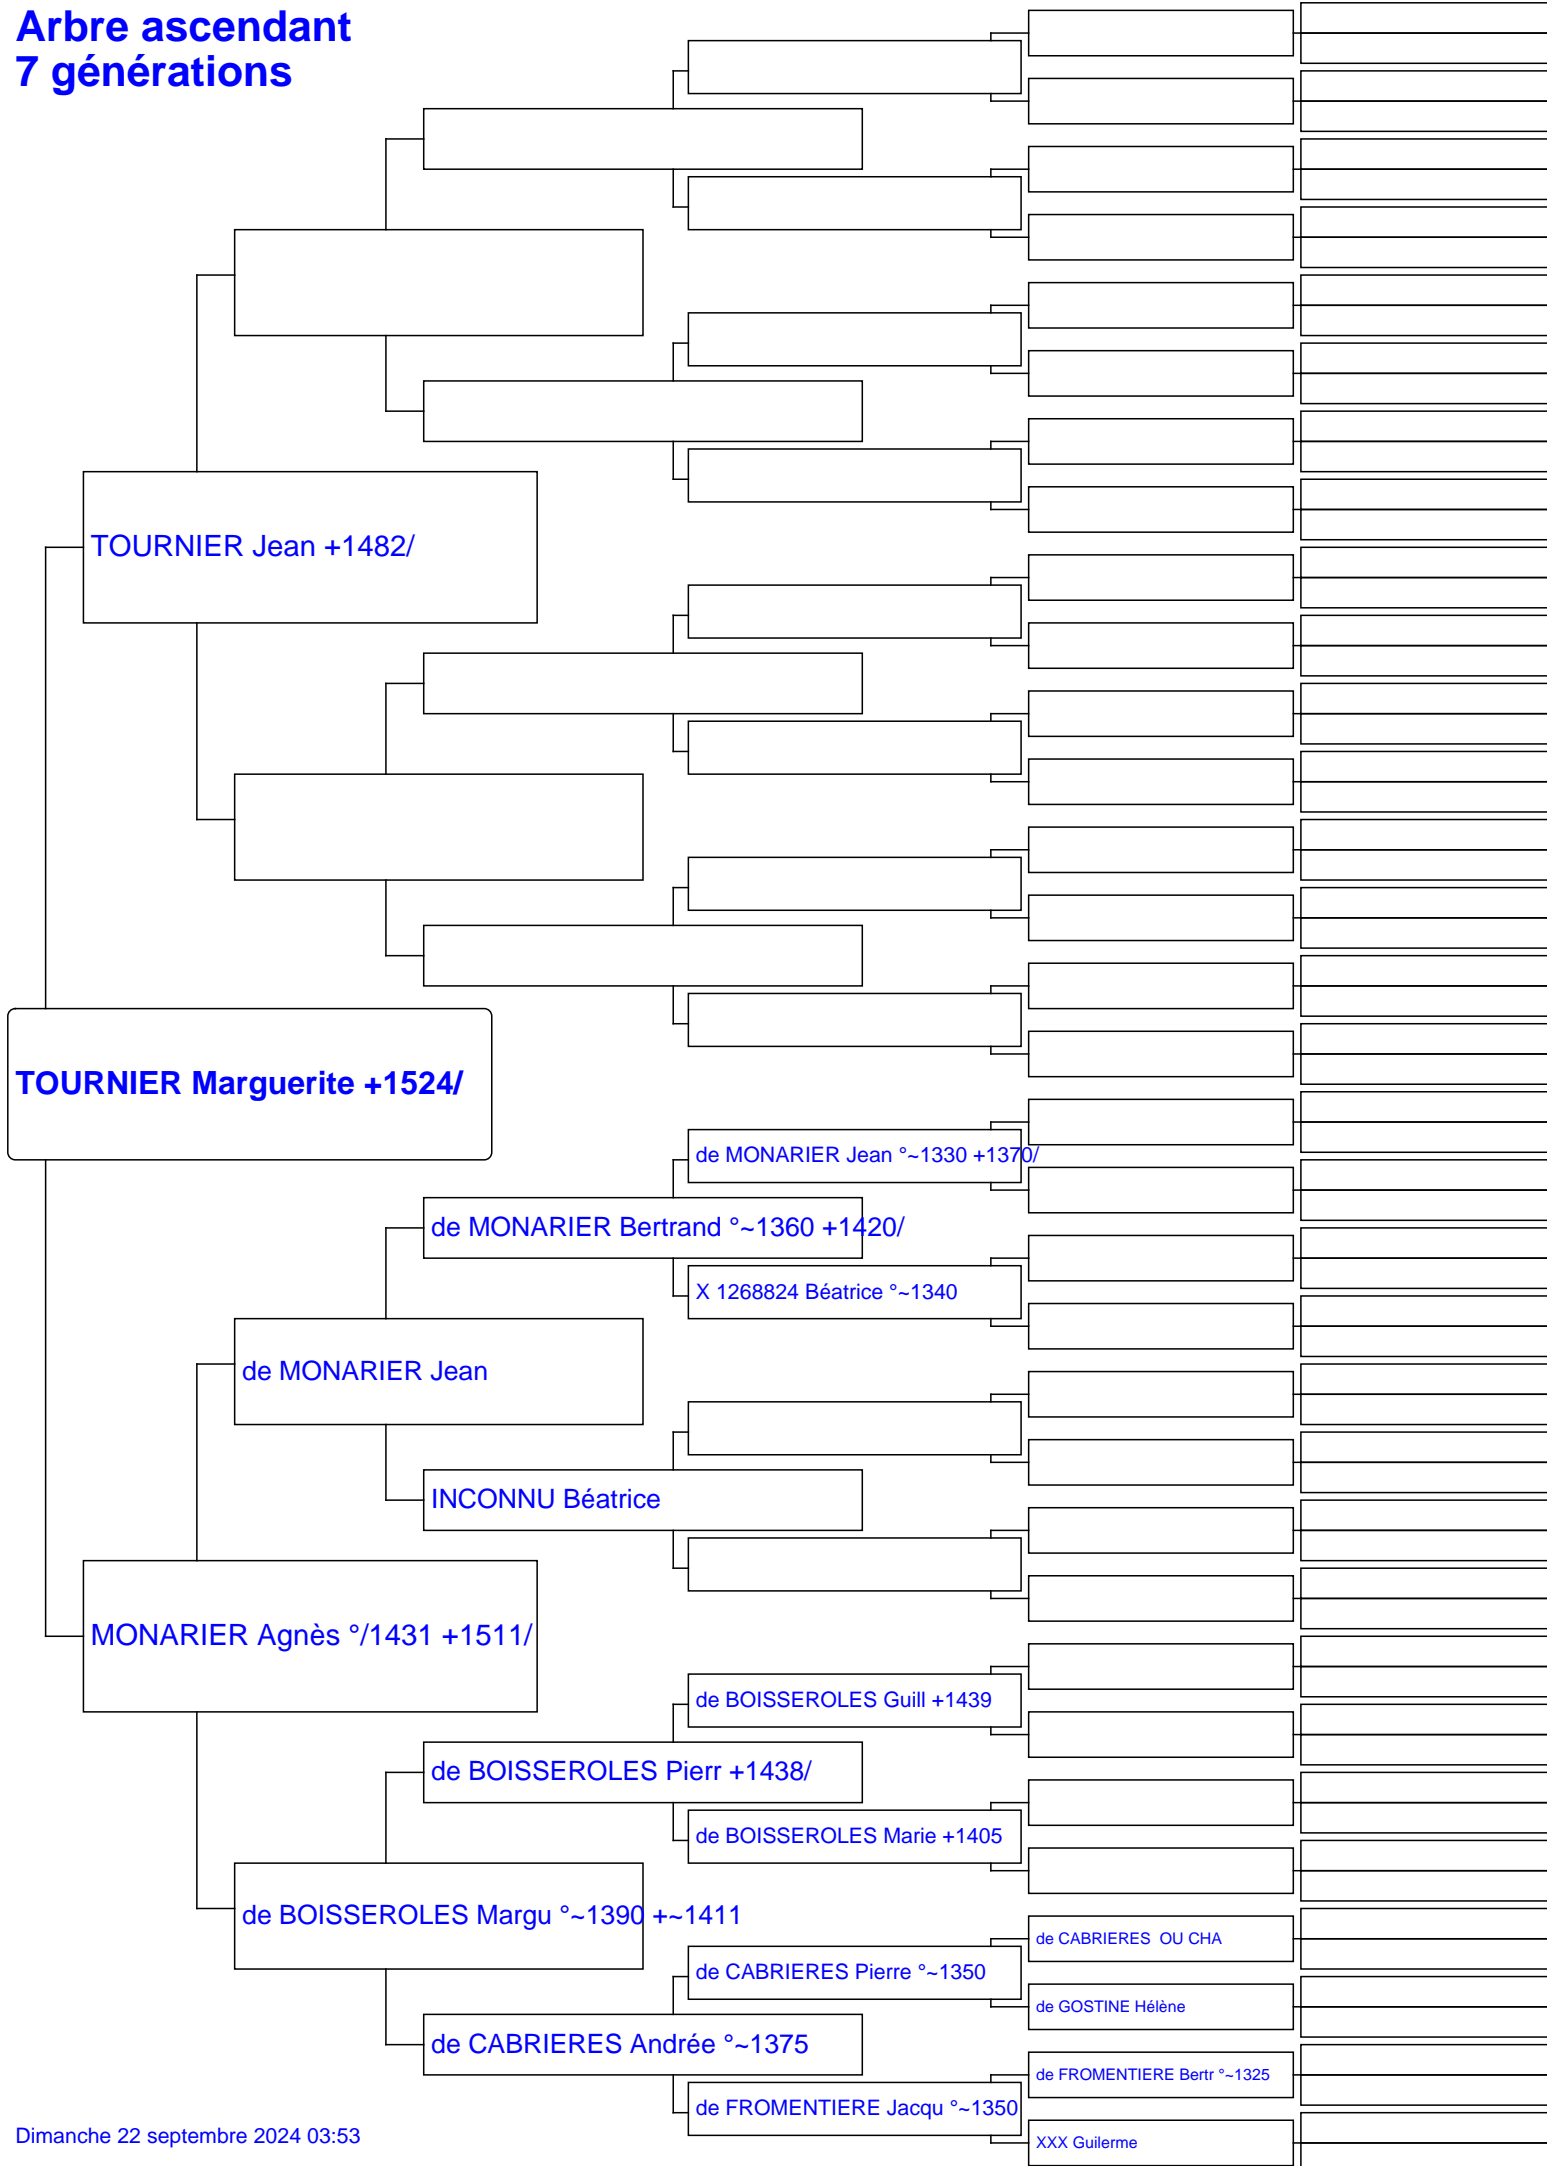 Arbre ascendant
7 générations
TOURNIER Jean +1482/
TOURNIER Marguerite +1524/
de MONARIER Jean °~1330 +1370/
de MONARIER Bertrand °~1360 +1420/
X 1268824 Béatrice °~1340
de MONARIER Jean
INCONNU Béatrice
MONARIER Agnès °/1431 +1511/
de BOISSEROLES Guill +1439
de BOISSEROLES Pierr +1438/
de BOISSEROLES Marie +1405
de BOISSEROLES Margu °~1390 +~1411
de CABRIERES  OU CHA
de CABRIERES Pierre °~1350
de GOSTINE Hélène
de CABRIERES Andrée °~1375
de FROMENTIERE Bertr °~1325
de FROMENTIERE Jacqu °~1350
XXX Guilerme
Dimanche 22 septembre 2024 03:53